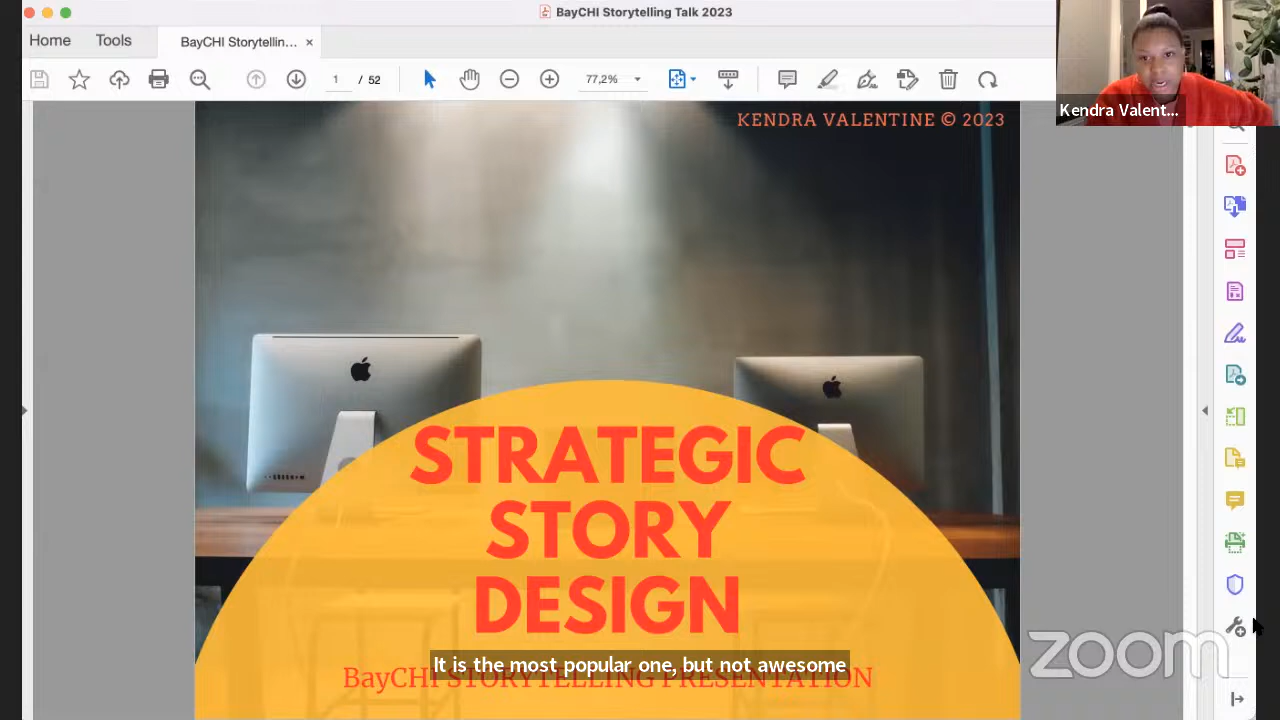 BayCHI Storytelling Talk 2023
Home
Tools
BayCHI Storytellin... ×
1 / 52
77,2%
Kendra Valent...
KENDRA VALENTINE © 2023
STRATEGIC
STORY
DESIGN
It is the most popular one, but not awesome
BayCHI STORYTELLING PRESENTATION
zoom